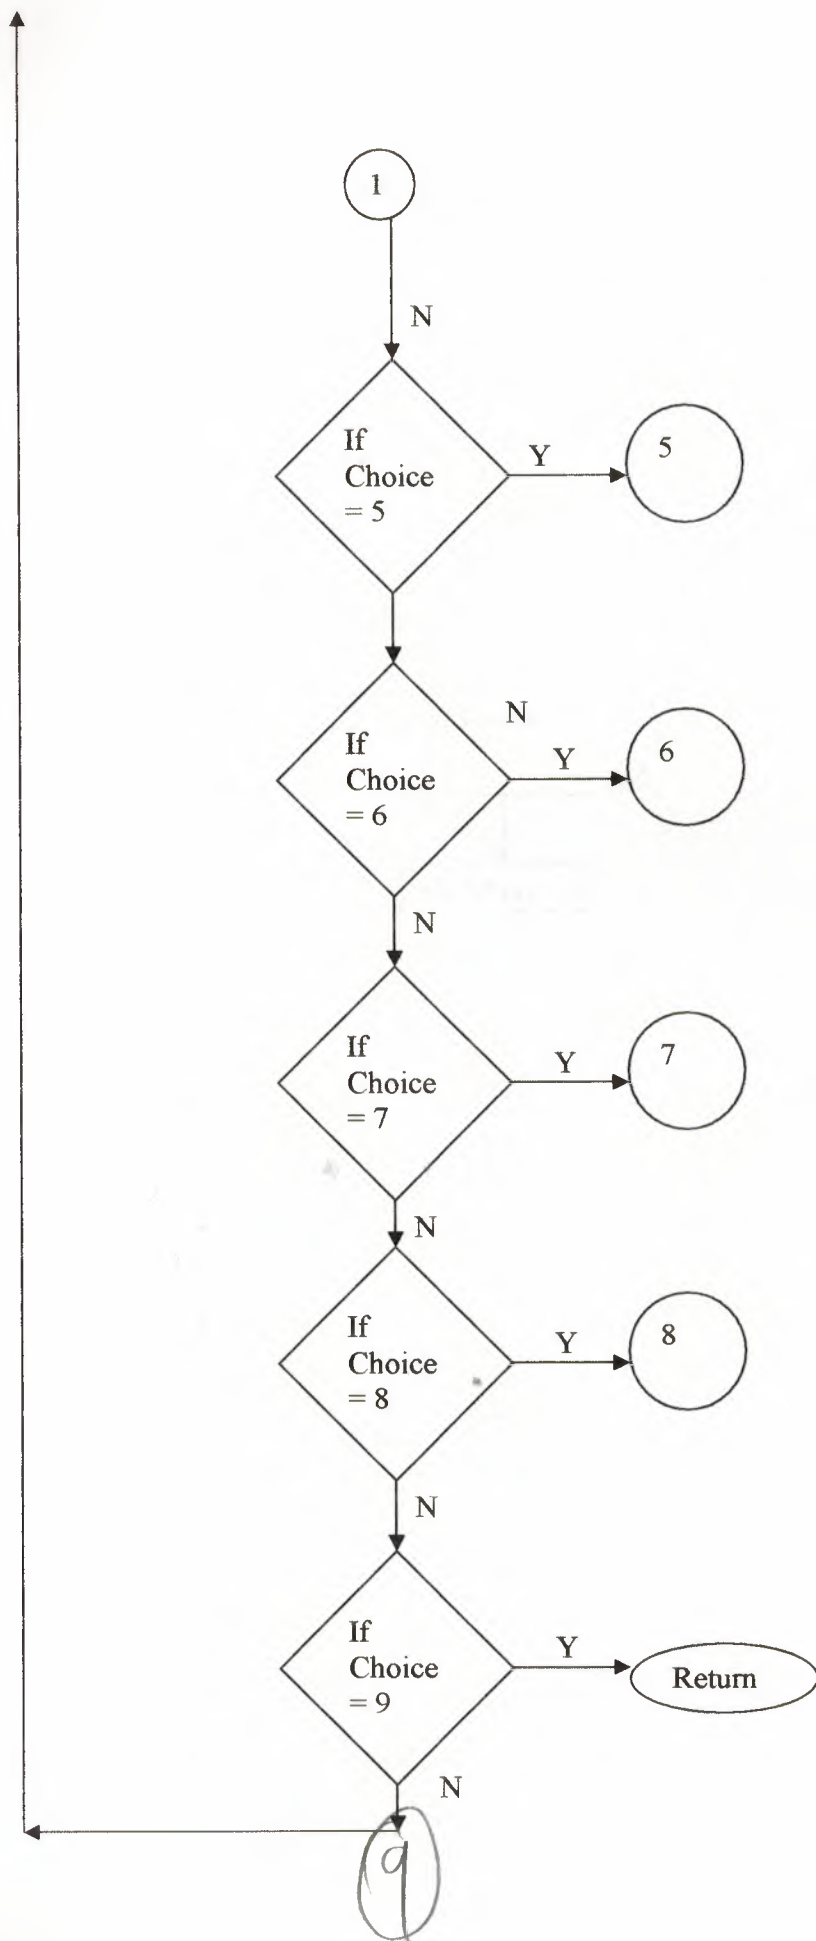 1
N
If
Choice
= 5
Y
5
N
If
Choice
= 6
Y
6
N
If
Choice
= 7
Y
7
N
If
Choice
= 8
Y
8
N
If
Choice
= 9
Y
Return
N